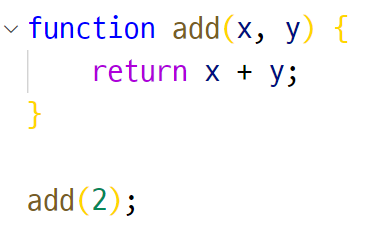 function add(x, y) {
    return x + y;
}

add(2);